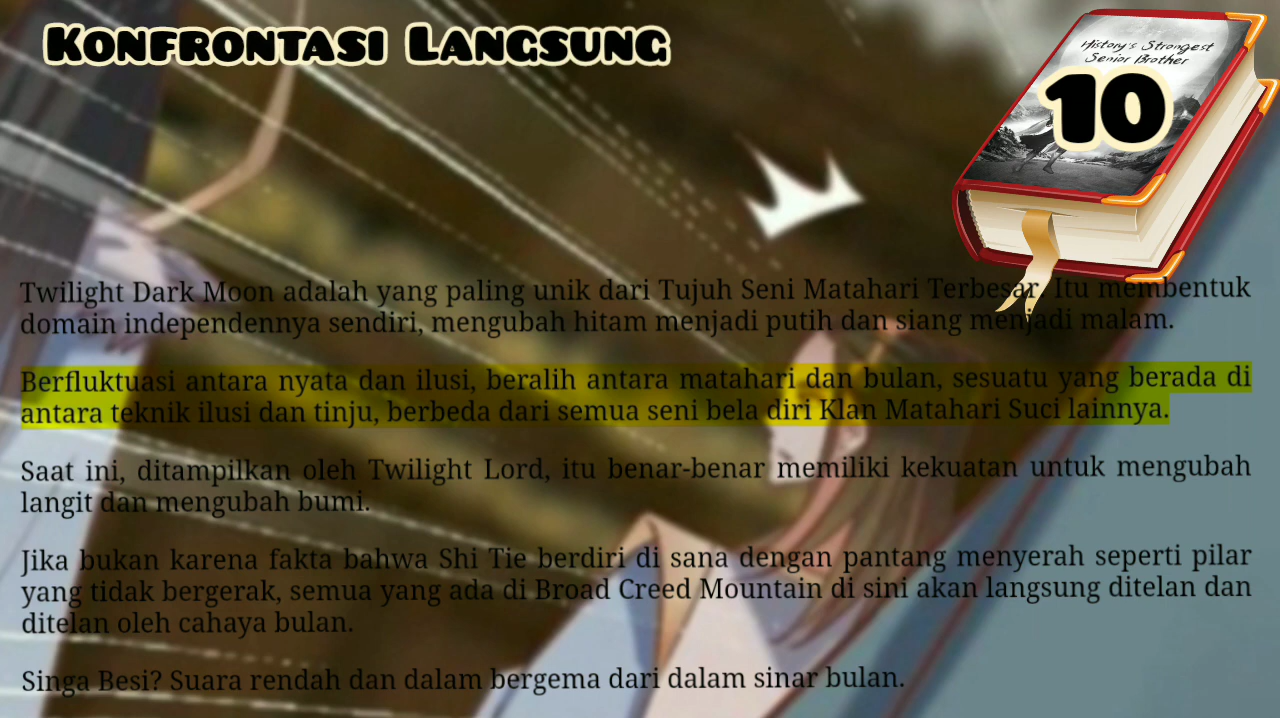 Konfrontasi Langsung
History's Strongest
Senior Brother
10
Twilight Dark Moon adalah yang paling unik dari Tujuh Seni Matahari Terbesar. Itu membentuk
domain independennya sendiri, mengubah hitam menjadi putih dan siang menjadi malam.
Berfluktuasi antara nyata dan ilusi, beralih antara matahari dan bulan, sesuatu yang berada di
antara teknik ilusi dan tinju, berbeda dari semua seni bela diri Klan Matahari Suci lainnya.
Saat ini, ditampilkan oleh Twilight Lord, itu benar-benar memiliki kekuatan untuk mengubah
langit dan mengubah bumi.
Jika bukan karena fakta bahwa Shi Tie berdiri di sana dengan pantang menyerah seperti pilar
yang tidak bergerak, semua yang ada di Broad Creed Mountain di sini akan langsung ditelan dan
ditelan oleh cahaya bulan.
Singa Besi? Suara rendah dan dalam bergema dari dalam sinar bulan.